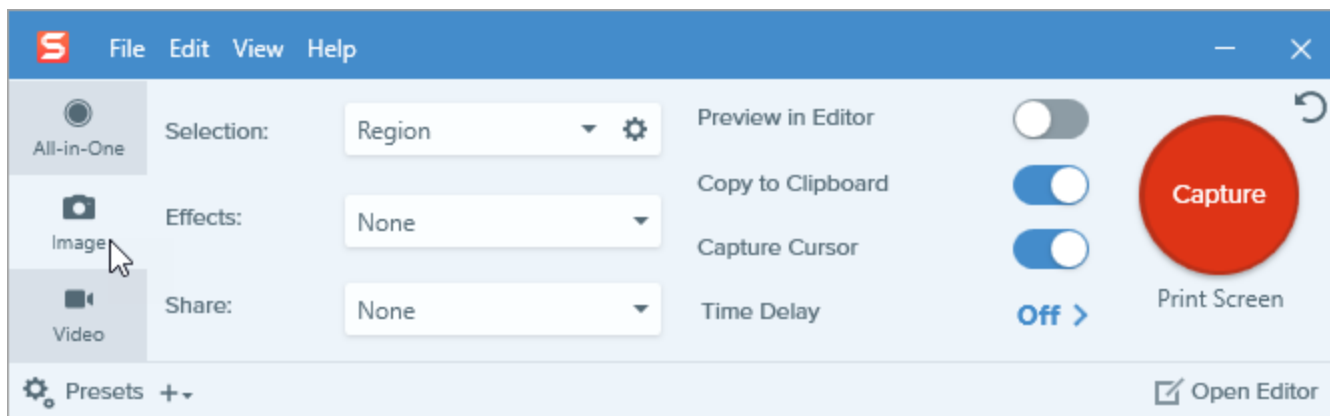 S File Edit View Help
All-in-One
Image
Video
Selection: Region
Effects: None
Share: None
Preview in Editor
Copy to Clipboard
Capture Cursor
Time Delay Off
Capture
Print Screen
Presets
Open Editor